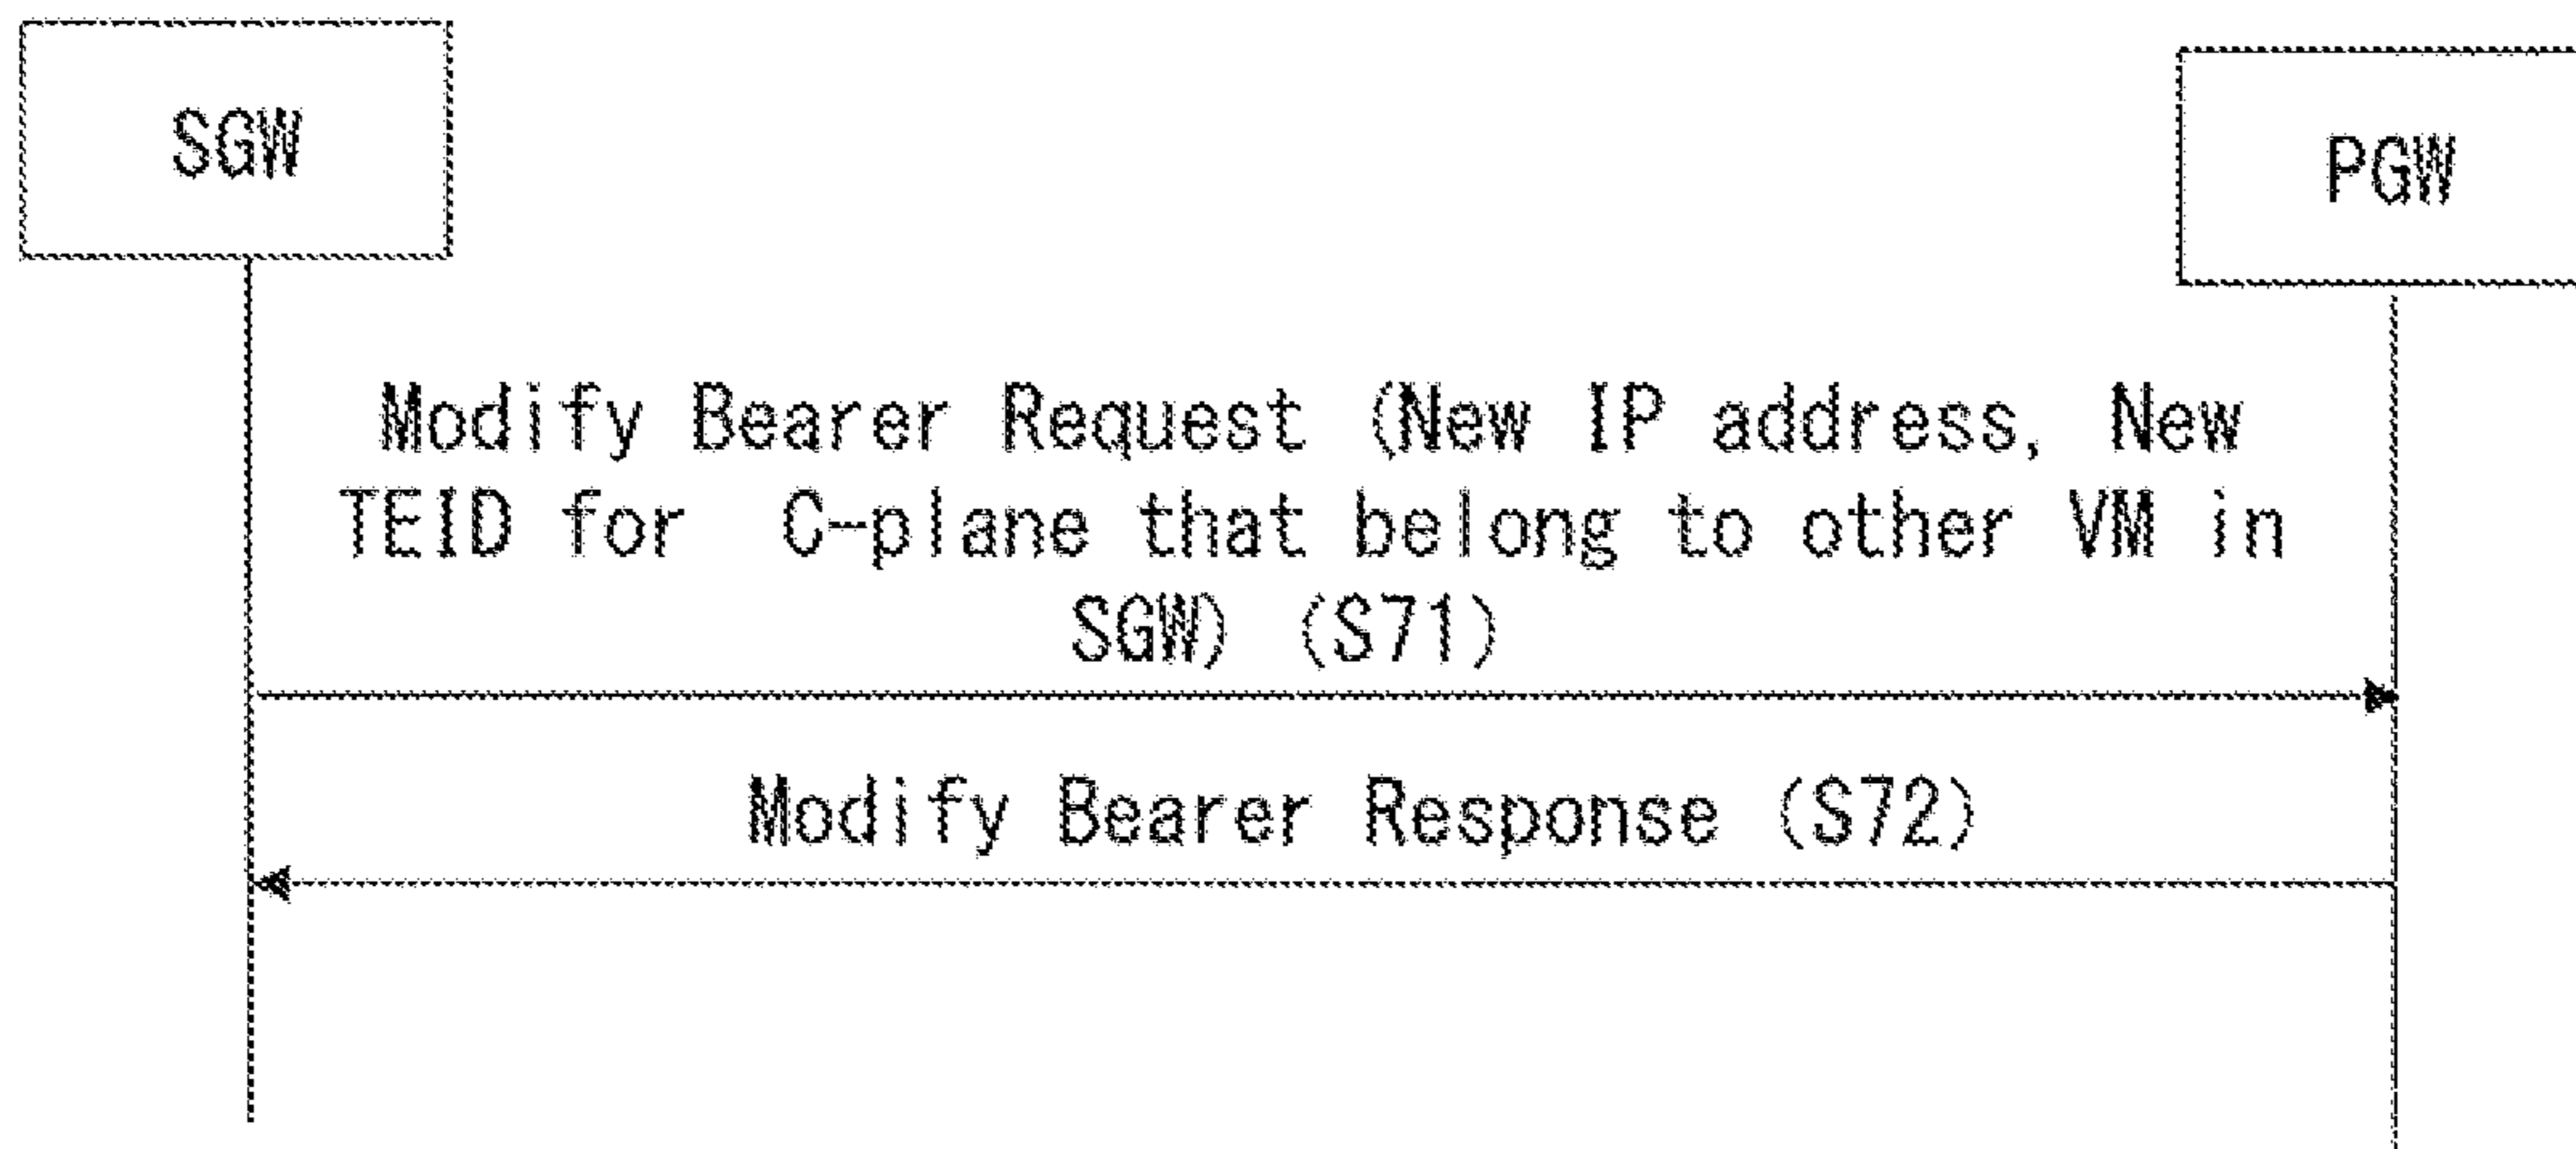 SGW
PGW
Modify Bearer Request (New IP address, New
TEID for C-plane that belong to other VM in
SGW) (S71)
Modify Bearer Response (S72)